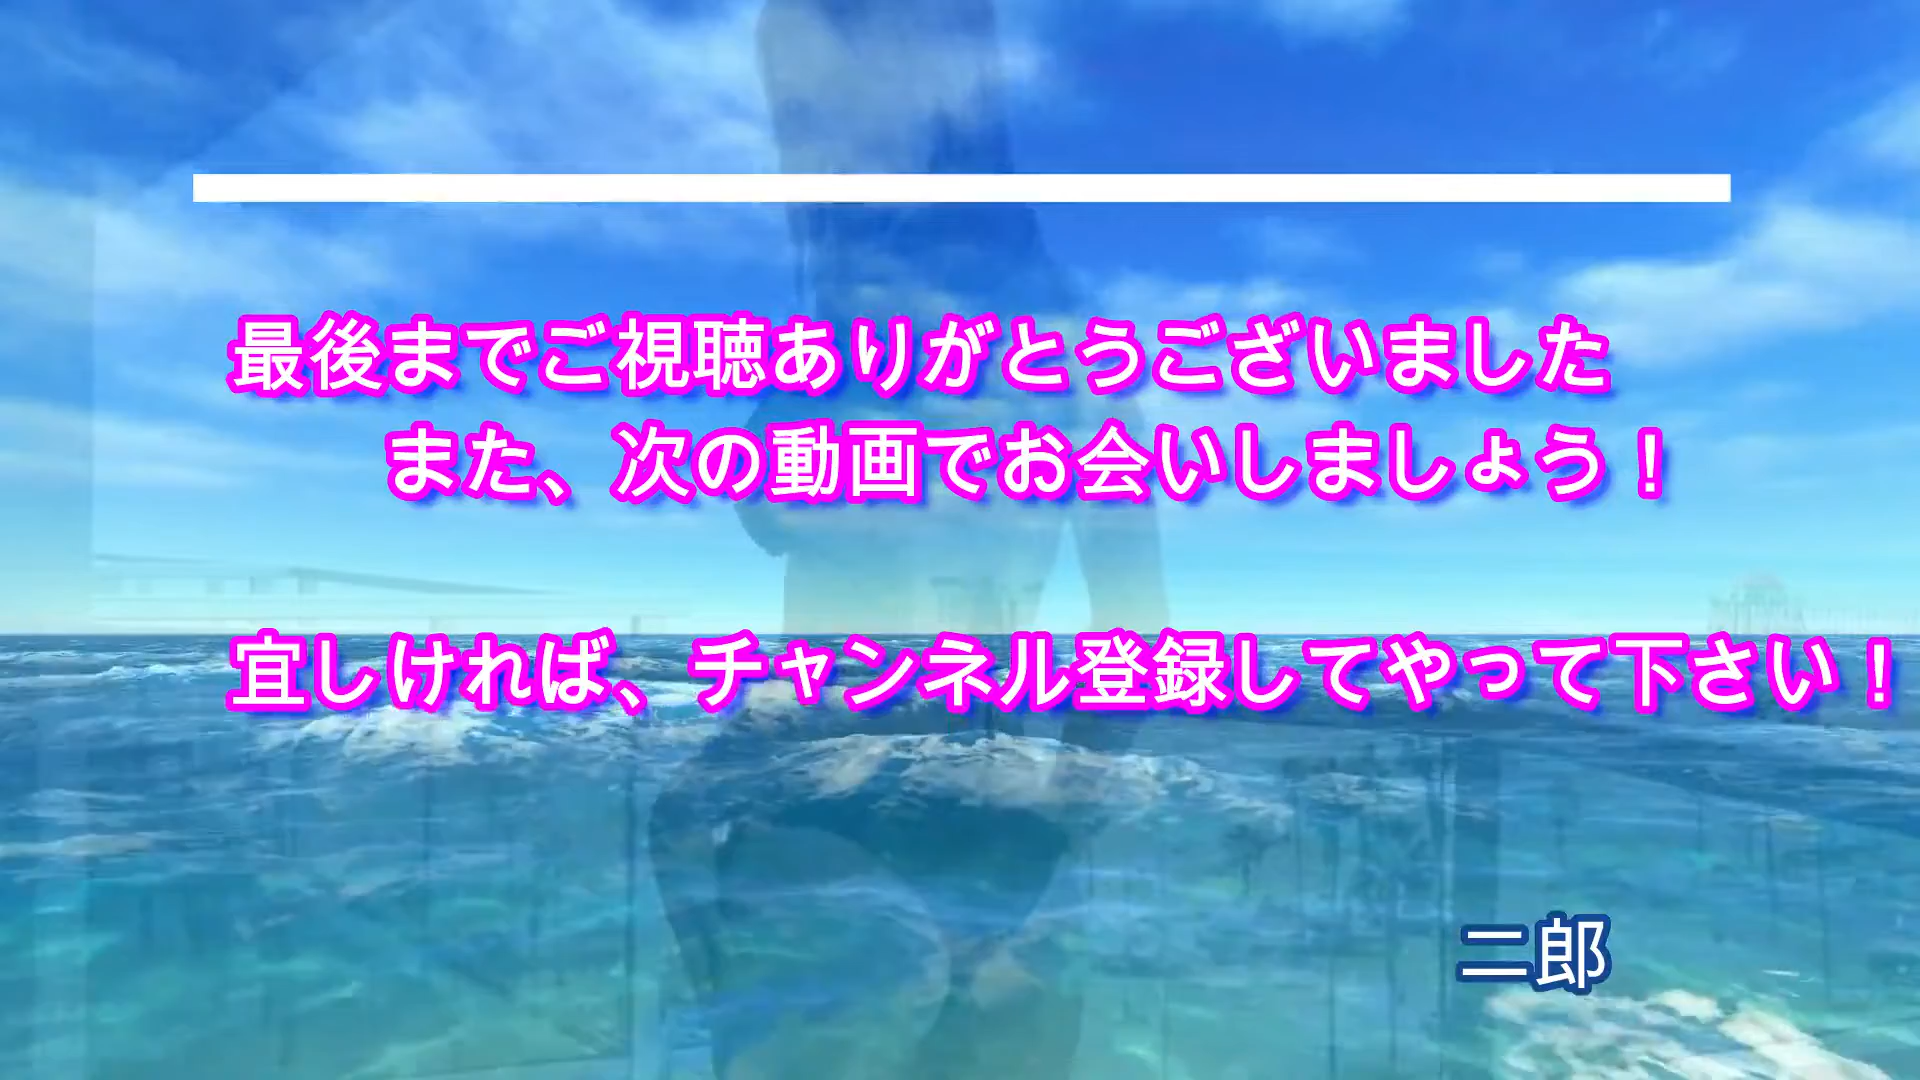 最後までご視聴ありがとうございました
また、次の動画でお会いしましょう！
宜しければ、チャンネル登録してやって下さい！
二郎